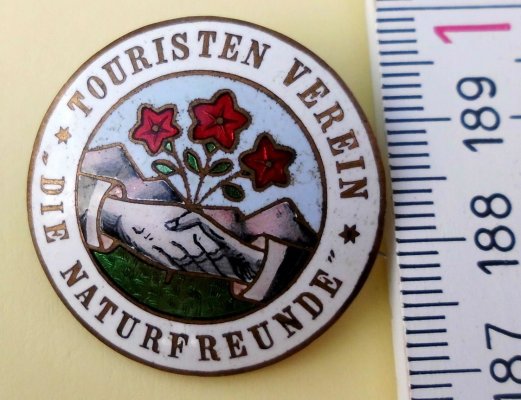 TOURISTEN VEREIN
„DIE NATURFREUNDE"
1
189
188
187